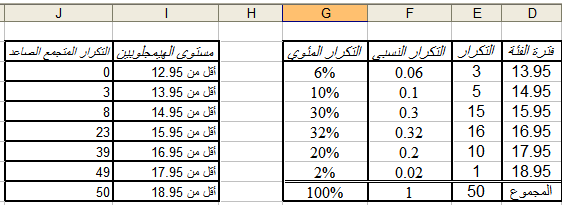 J I H G F E D
فترة الفئة التكرار التكرار النسبي التكرار المئوي مستوى الهيمجلوبين التكرار المتجمع الصاعد
13.95 3 0.06 6% أقل من 12.95 0
14.95 5 0.1 10% أقل من 13.95 3
15.95 15 0.3 30% أقل من 14.95 8
16.95 16 0.32 32% أقل من 15.95 23
17.95 10 0.2 20% أقل من 16.95 39
18.95 1 0.02 2% أقل من 17.95 49
المجموع 50 1 100% أقل من 18.95 50